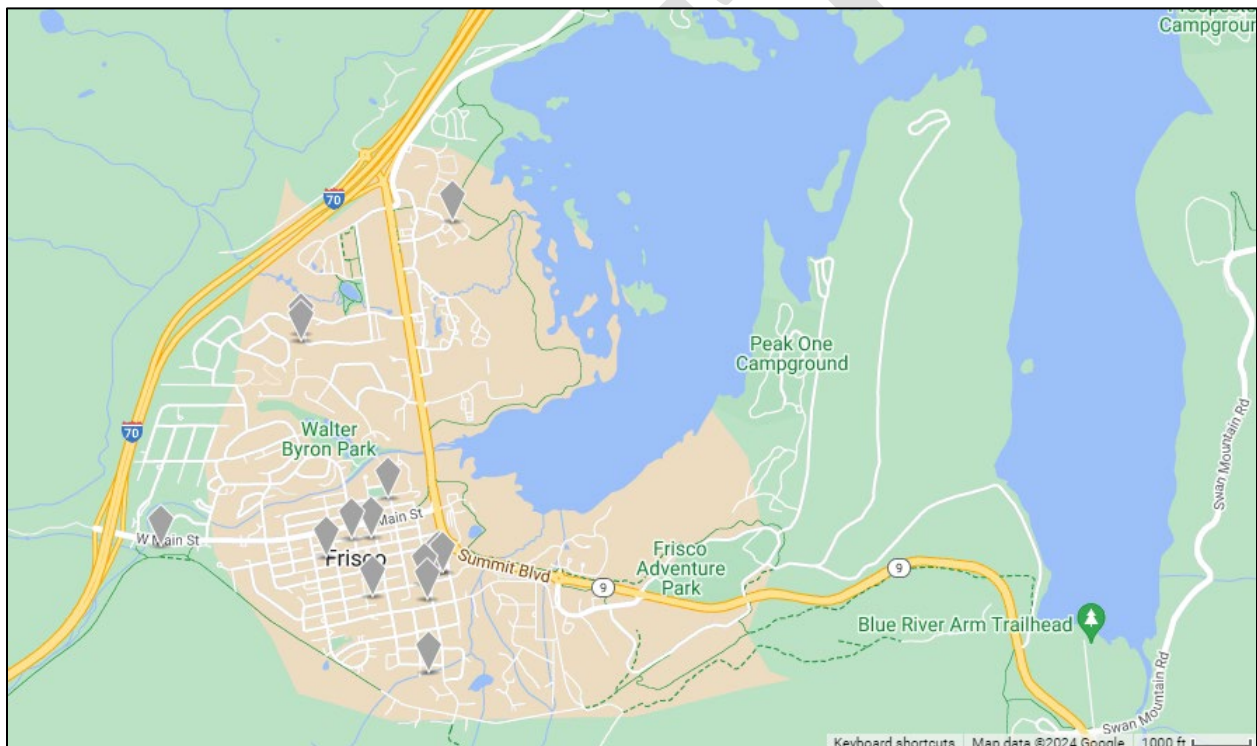 Campground
70
Peak One
Campground
70
Walter
Byron Park
Main St
W Main St
Frisco
Summit Blvd
Frisco
Adventure
Park
9
9
Swan Mountain Rd
Blue River Arm Trailhead
Swan Mountain Rd
Keyboard shortcuts Map data ©2024 Google 1000 ft